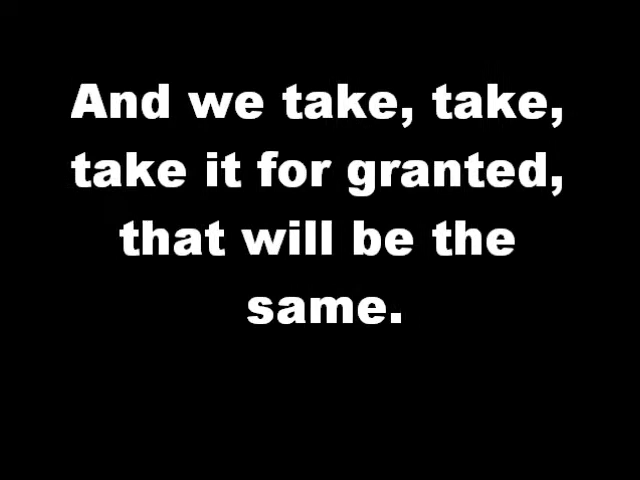 And we take, take,
take it for granted,
that will be the
same.